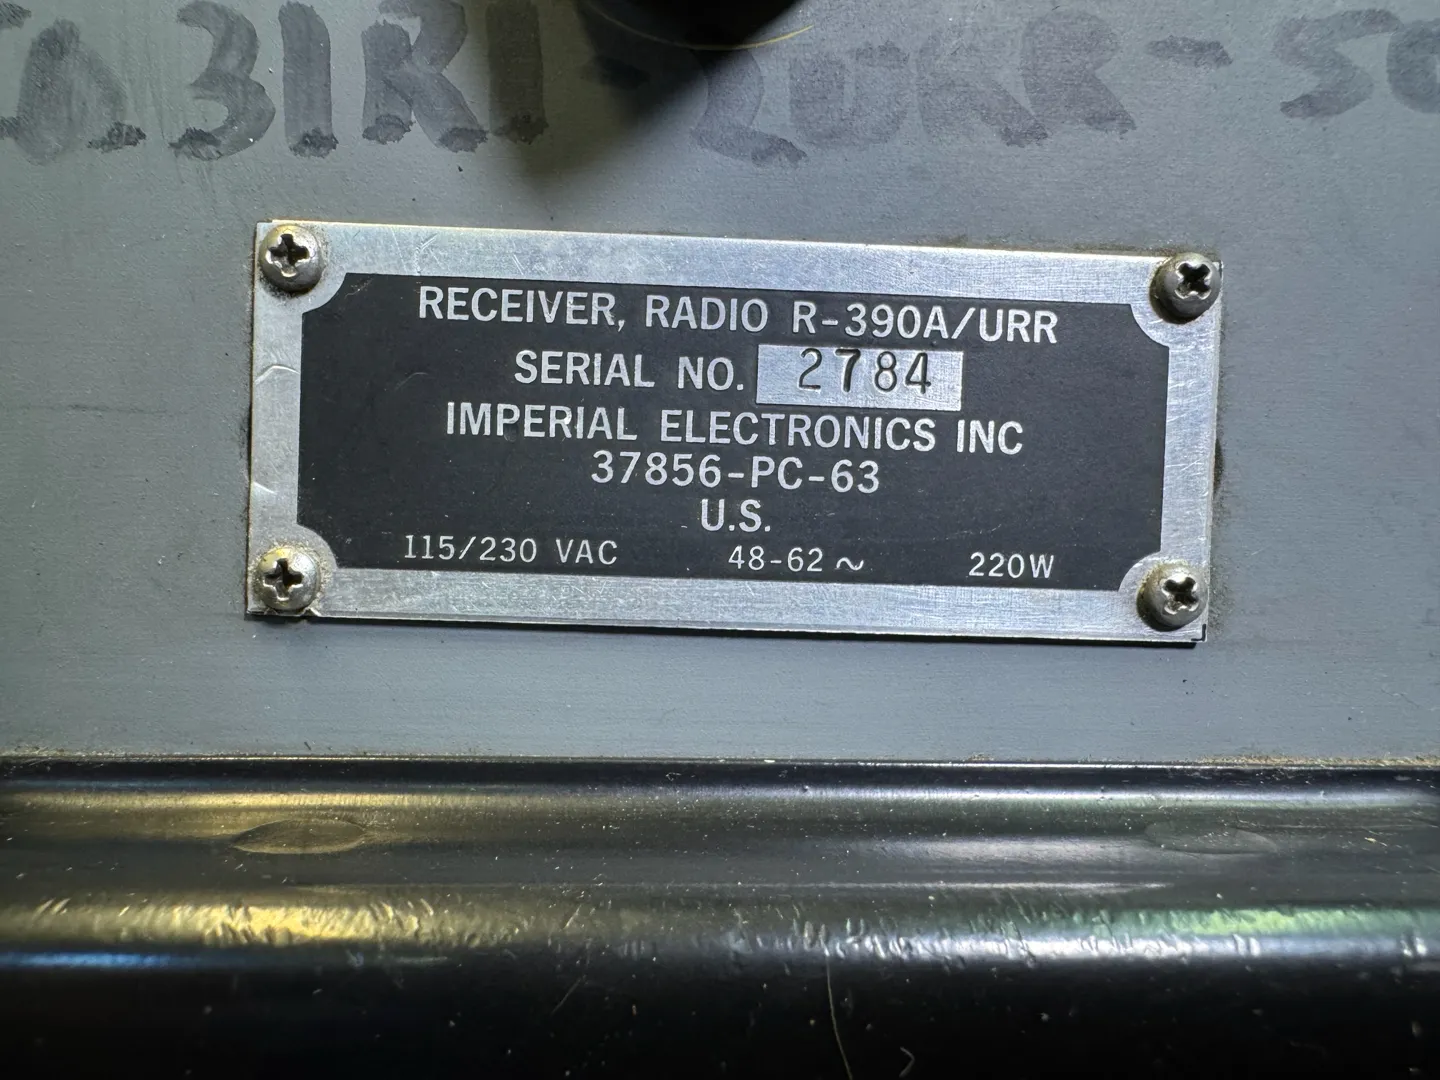 RECEIVER, RADIO R-390A/URR
SERIAL NO. 2784
IMPERIAL ELECTRONICS INC
37856-PC-63
U.S.
115/230 VAC 48-62 ~ 220W